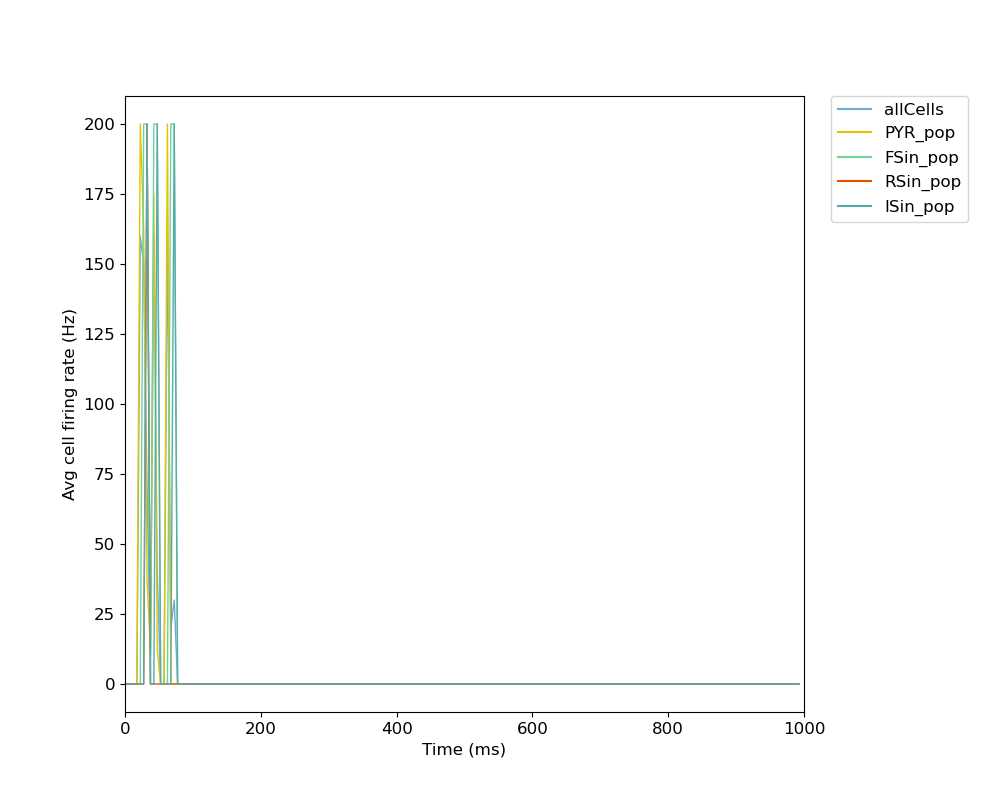 allCells
PYR_pop
FSin_pop
RSin_pop
ISin_pop
200
175
150
125
100
75
50
25
0
Avg cell firing rate (Hz)
0 200 400 600 800 1000
Time (ms)